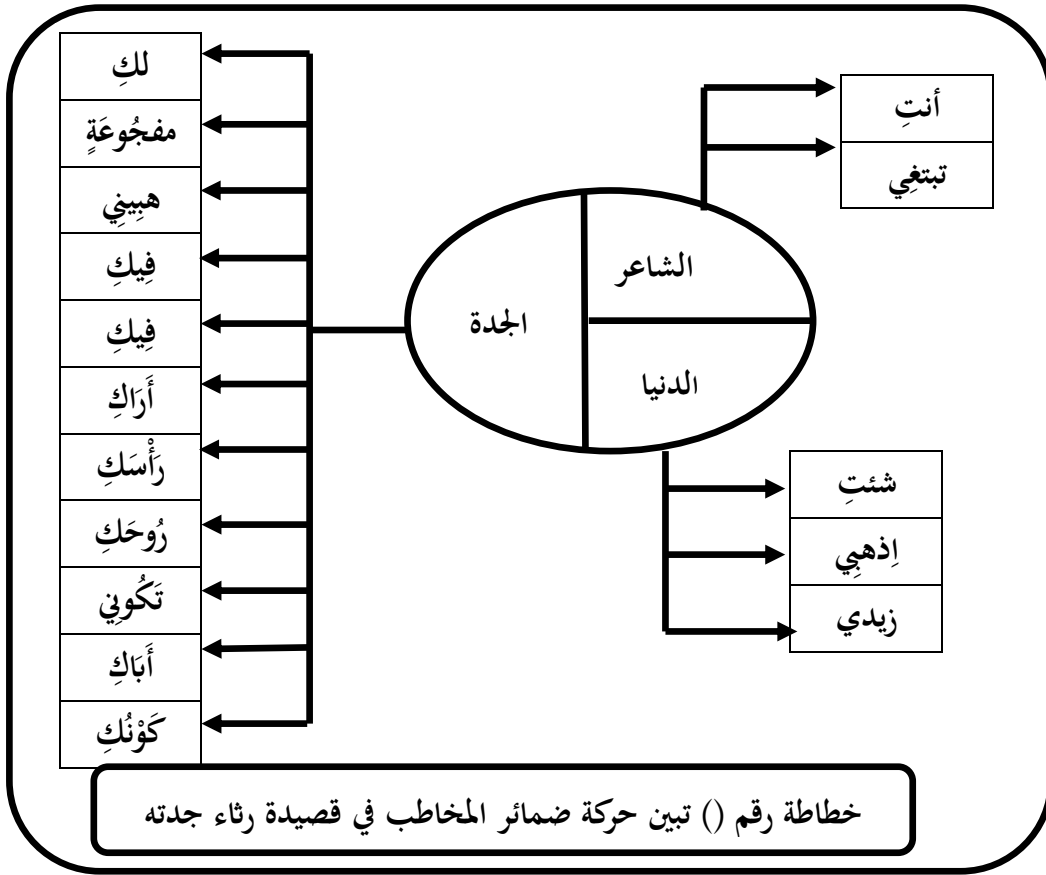 أنتِ
تبتغِي
الشاعر
الجدة
الدنيا
شئتِ
اِذهبِي
زيدي
لكِ
مفجُوعَةٍ
هبِينِي
فِيكِ
فِيكِ
أَرَاكِ
رَأْسَكِ
رُوحَكِ
تَكُونِي
أَبَاكِ
كَوْنُكِ
خطاطة رقم () تبين حركة ضمائر المخاطب في قصيدة رثاء جدته